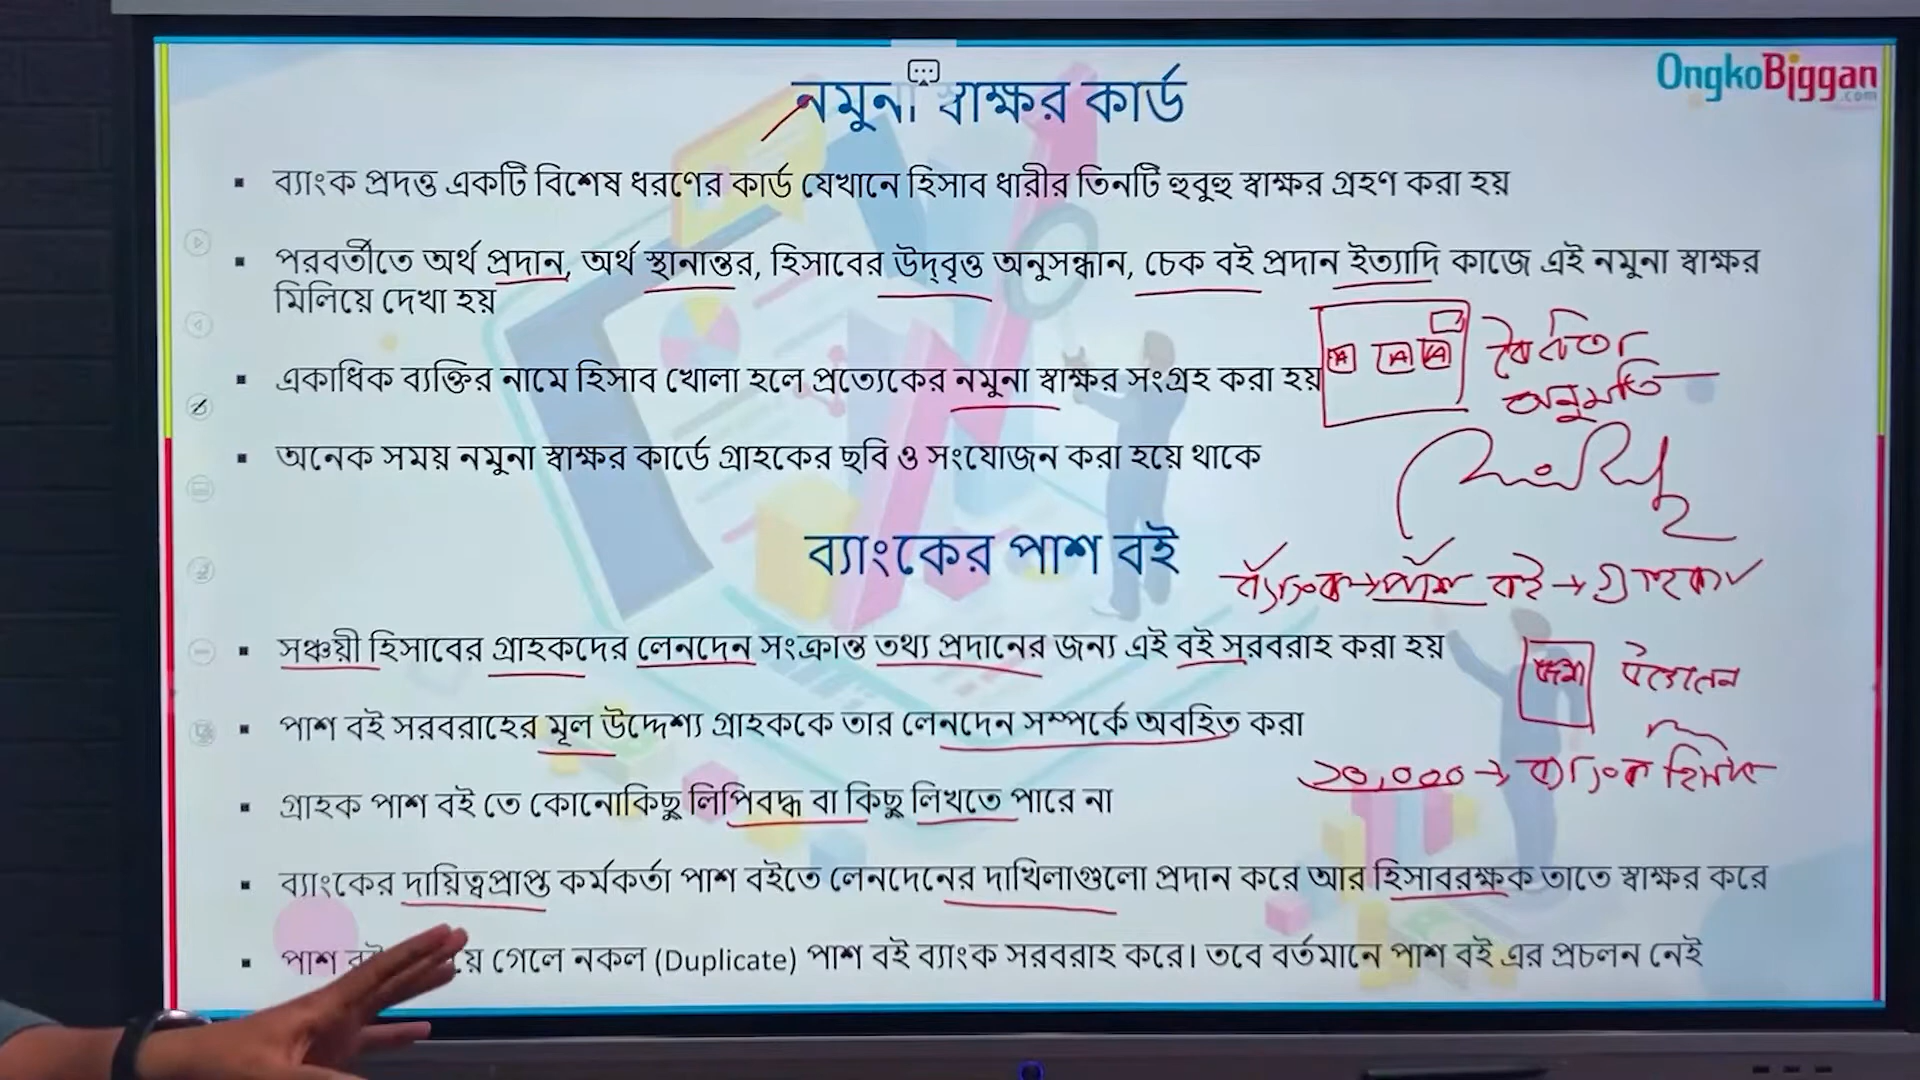 OngkoBiggan
.com
নমুনা স্বাক্ষর কার্ড
ব্যাংক প্রদত্ত একটি বিশেষ ধরণের কার্ড যেখানে হিসাব ধারীর তিনটি হুবুহু স্বাক্ষর গ্রহণ করা হয়
পরবর্তীতে অর্থ প্রদান, অর্থ স্থানান্তর, হিসাবের উদ্‌বৃত্ত অনুসন্ধান, চেক বই প্রদান ইত্যাদি কাজে এই নমুনা স্বাক্ষর
মিলিয়ে দেখা হয়
একাধিক ব্যক্তির নামে হিসাব খোলা হলে প্রত্যেকের নমুনা স্বাক্ষর সংগ্রহ করা হয়
বৈধতা
অনুমতি
অনেক সময় নমুনা স্বাক্ষর কার্ডে গ্রাহকের ছবি ও সংযোজন করা হয়ে থাকে
ব্যাংকের পাশ বই
ব্যাংক → পাশ বই → গ্রাহক
সঞ্চয়ী হিসাবের গ্রাহকদের লেনদেন সংক্রান্ত তথ্য প্রদানের জন্য এই বই সরবরাহ করা হয়
জমা উত্তোলন
পাশ বই সরবরাহের মূল উদ্দেশ্য গ্রাহককে তার লেনদেন সম্পর্কে অবহিত করা
২০,০০০ → ব্যাংক হিসাব
গ্রাহক পাশ বই তে কোনোকিছু লিপিবদ্ধ বা কিছু লিখতে পারে না
ব্যাংকের দায়িত্বপ্রাপ্ত কর্মকর্তা পাশ বইতে লেনদেনের দাখিলাগুলো প্রদান করে আর হিসাবরক্ষক তাতে স্বাক্ষর করে
পাশ গেলে নকল (Duplicate) পাশ বই ব্যাংক সরবরাহ করে। তবে বর্তমানে পাশ বই এর প্রচলন নেই